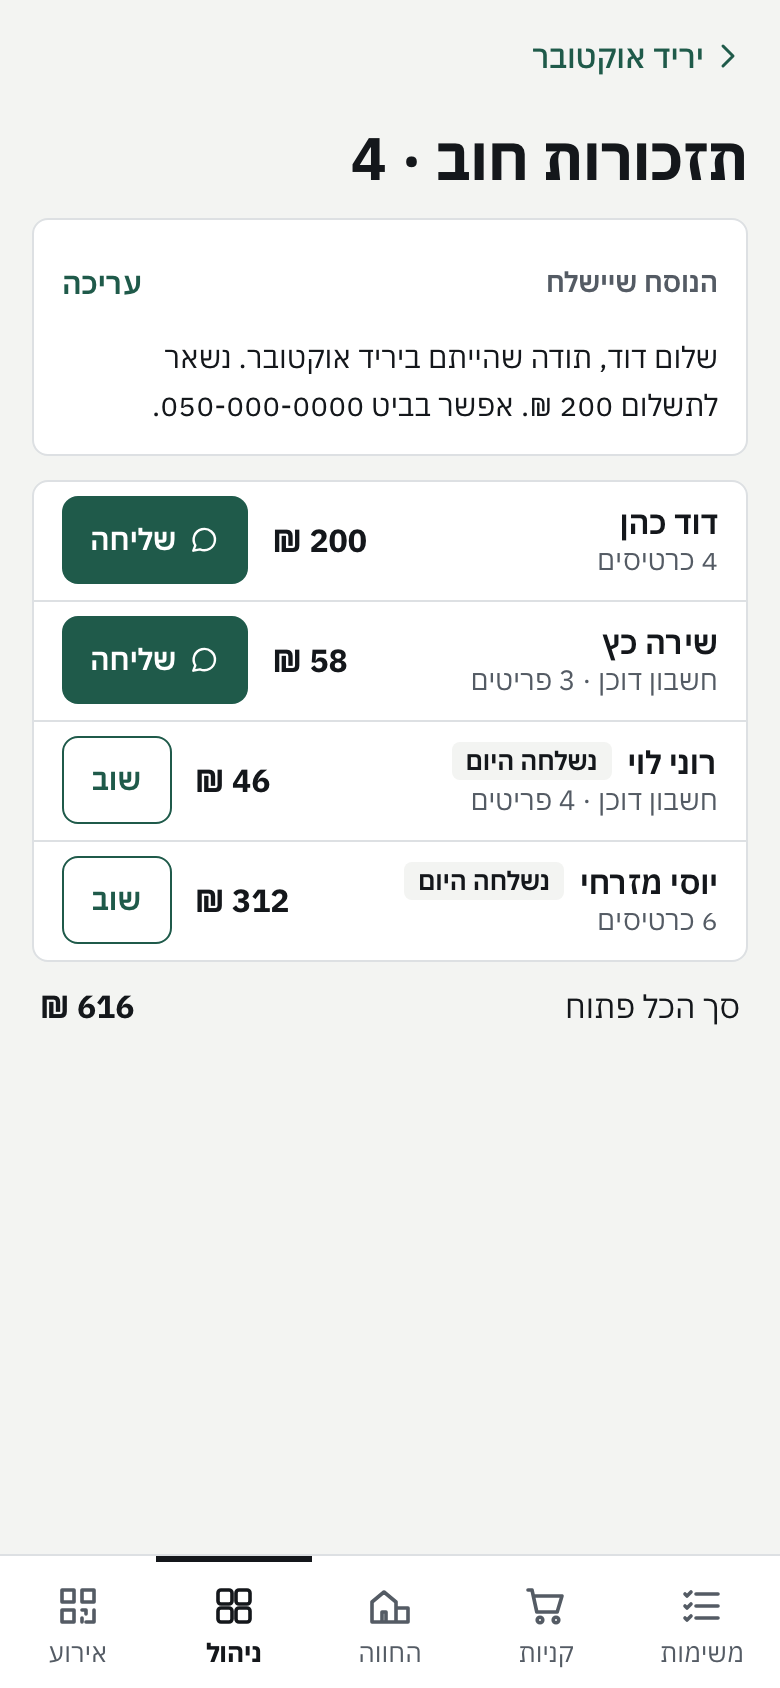 יריד אוקטובר
תזכורות חוב · 4
הנוסח שיישלח
עריכה
שלום דוד, תודה שהייתם ביריד אוקטובר. נשאר
לתשלום 200 ₪. אפשר בביט 050-000-0000.
דוד כהן
4 כרטיסים
200 ₪
שליחה
שירה כץ
חשבון דוכן · 3 פריטים
58 ₪
שליחה
רוני לוי נשלחה היום
חשבון דוכן · 4 פריטים
46 ₪
שוב
יוסי מזרחי נשלחה היום
6 כרטיסים
312 ₪
שוב
סך הכל פתוח
616 ₪
משימות
קניות
החווה
ניהול
אירוע